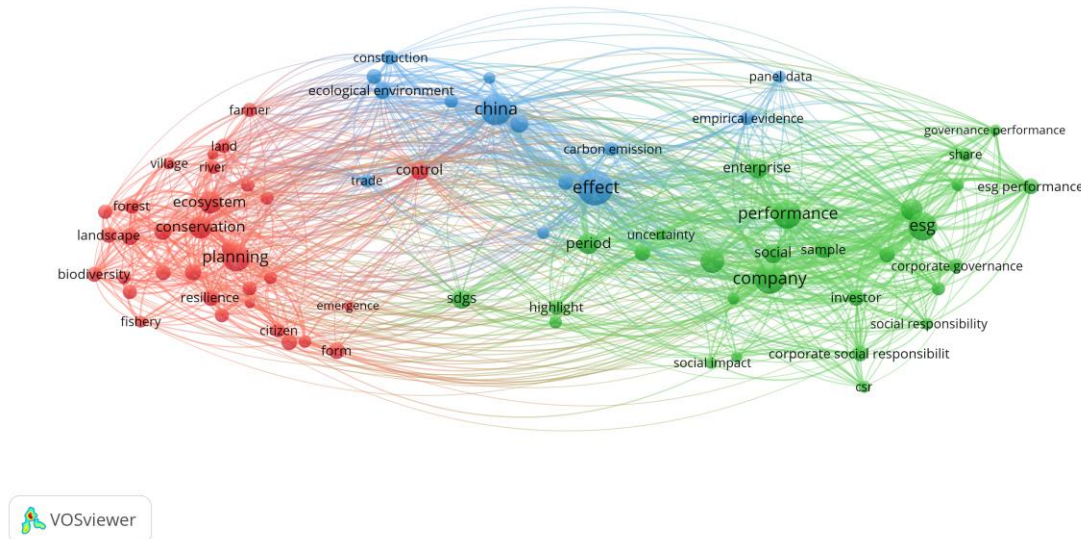 construction
panel data
ecological environment
china
farmer
empirical evidence
governance performance
land
carbon emission
share
village
river
control
enterprise
trade
effect
esg performance
ecosystem
forest
performance
conservation
esg
landscape
uncertainty
period
social
sample
planning
biodiversity
company
corporate governance
resilience
sdgs
investor
emergence
highlight
fishery
citizen
social responsibility
form
social impact
corporate social responsibilit
csr
VOSviewer